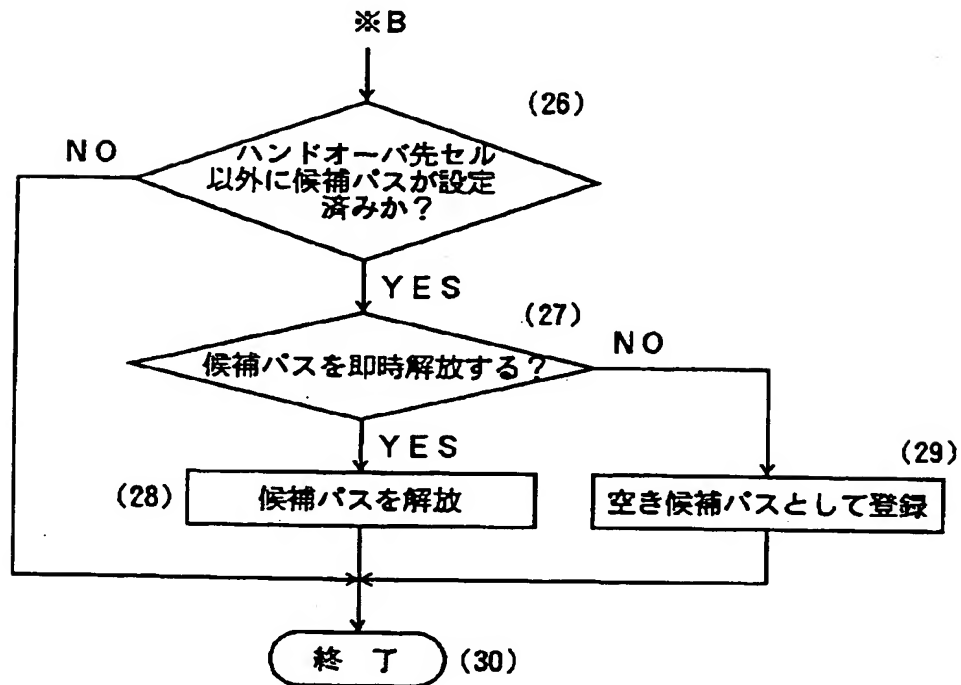 ※B
(26)
NO
ハンドオーバ先セル
以外に候補パスが設定
済みか?
YES
(27)
候補パスを即時解放する?
NO
YES
(29)
(28)
候補パスを解放
空き候補パスとして登録
終了
(30)